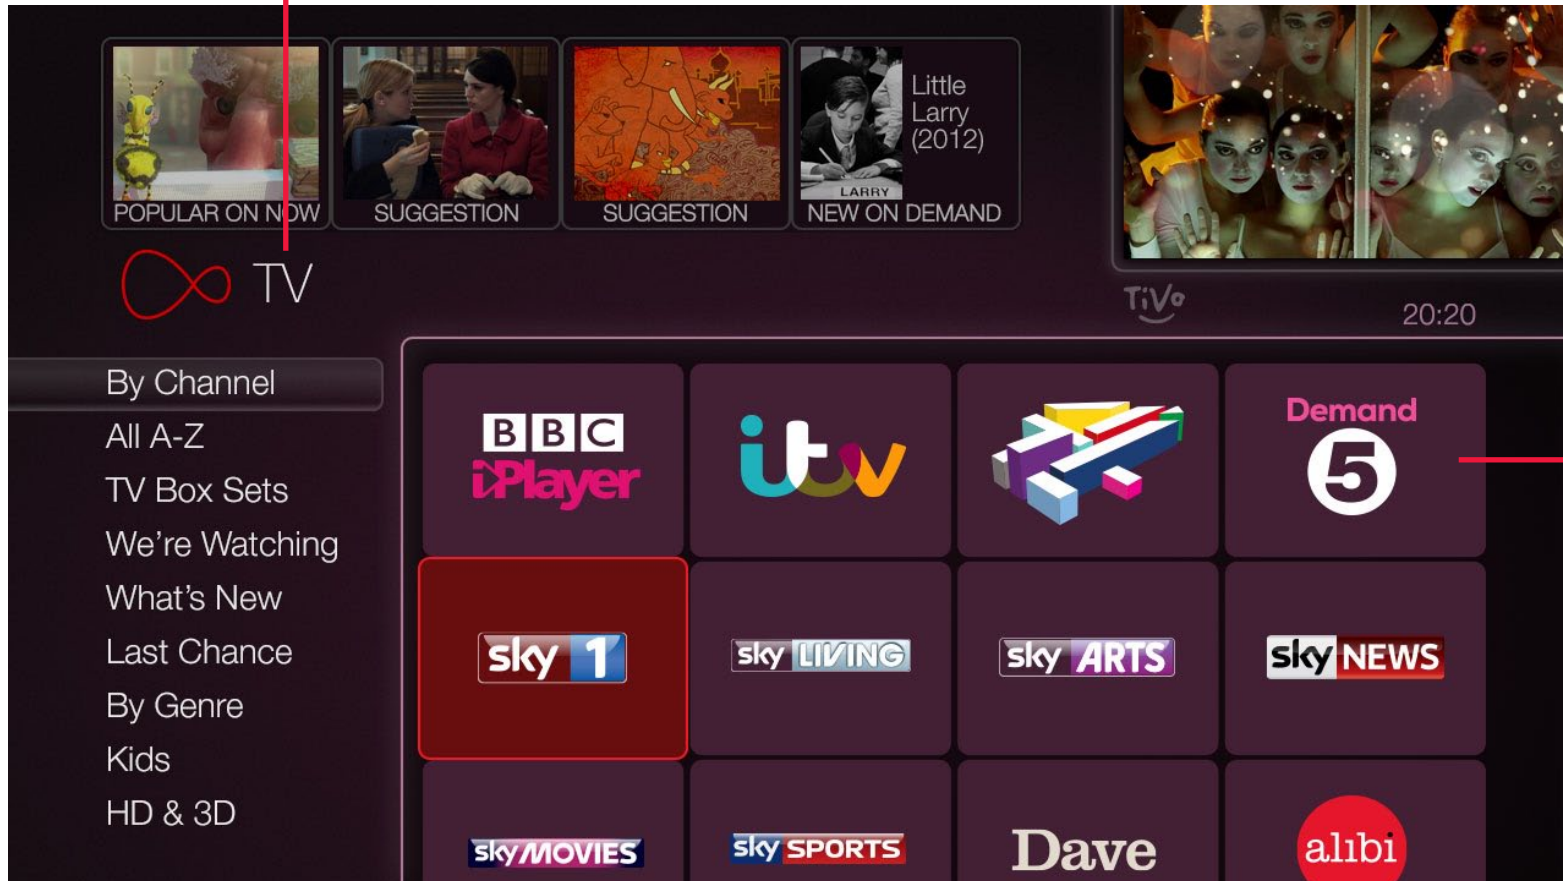 Little
Larry
(2012)
LARRY
POPULAR ON NOW
SUGGESTION
SUGGESTION
NEW ON DEMAND
TV
TiVo
20:20
By Channel
All A-Z
TV Box Sets
We're Watching
What's New
Last Chance
By Genre
Kids
HD & 3D
BBC
iPlayer
itv
Demand
5
sky 1
sky LIVING
sky ARTS
sky NEWS
sky MOVIES
sky SPORTS
Dave
alibi